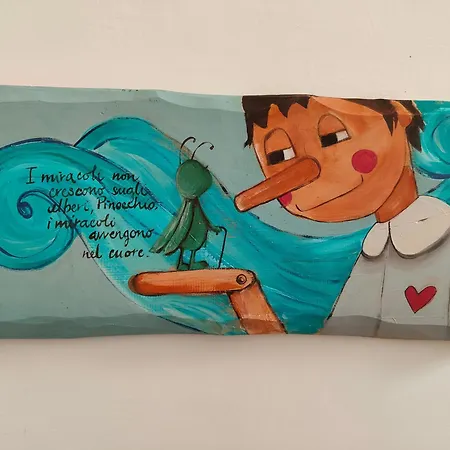 I miracoli non
crescono sugli
alberi, Pinocchio,
i miracoli
avvengono
nel cuore.